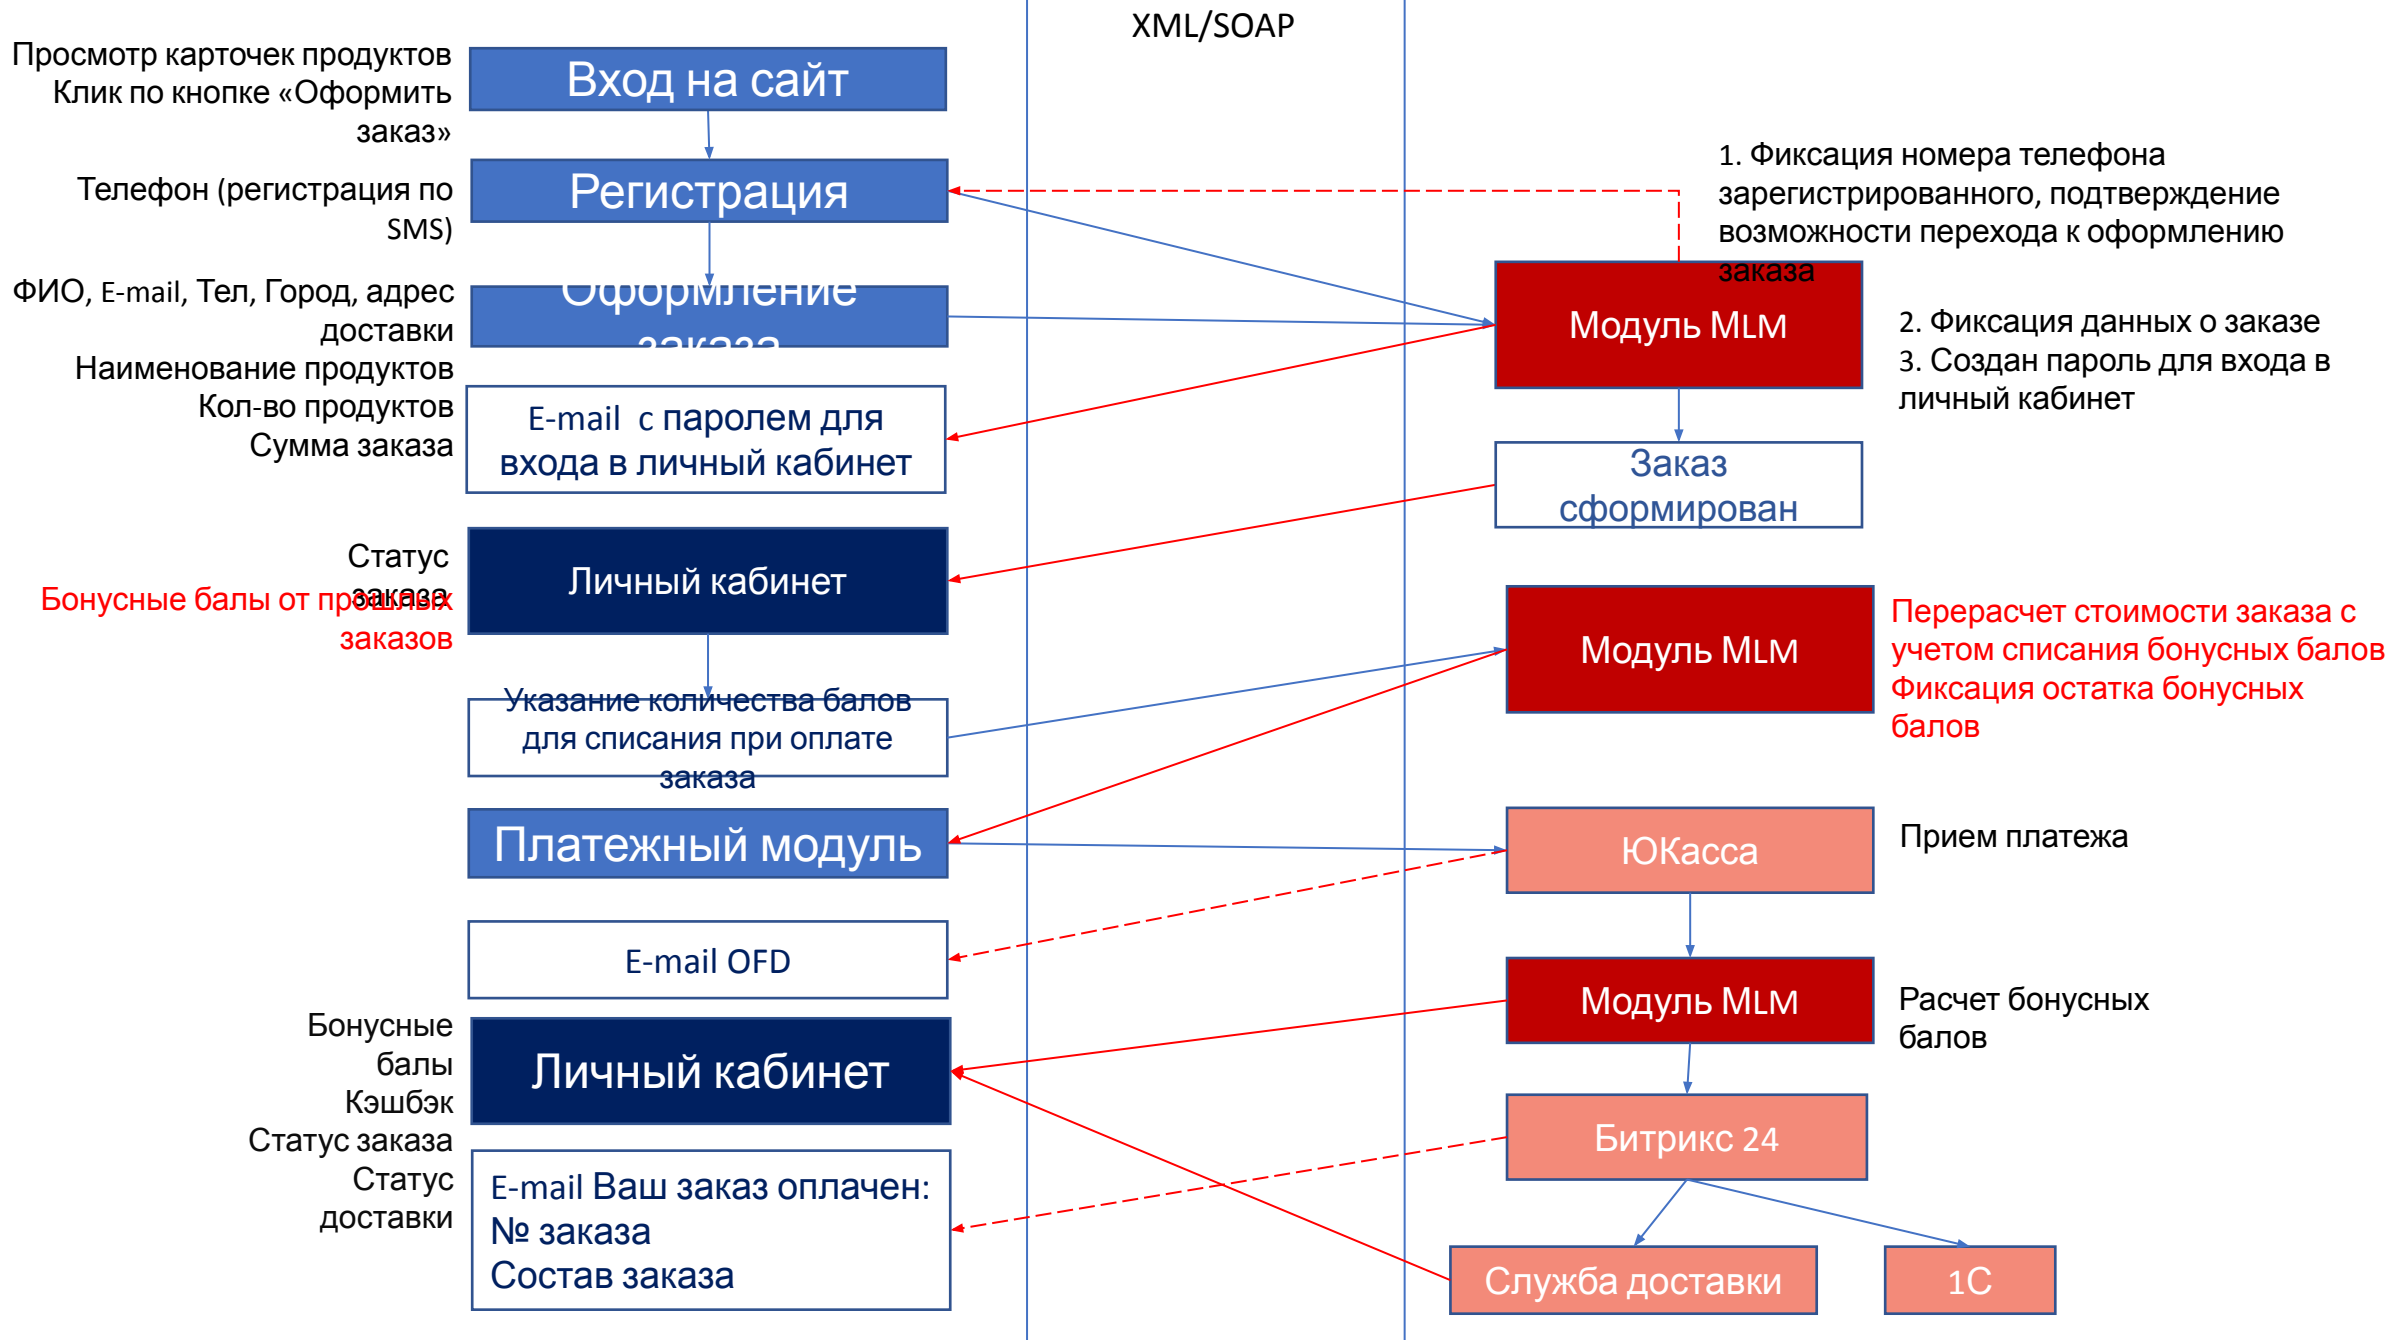 XML/SOAP
Просмотр карточек продуктов
Клик по кнопке «Оформить
заказ»
Вход на сайт
Телефон (регистрация по
SMS)
Регистрация
1. Фиксация номера телефона
зарегистрированного, подтверждение
возможности перехода к оформлению
заказа
ФИО, E-mail, Тел, Город, адрес
доставки
Наименование продуктов
Кол-во продуктов
Сумма заказа
Оформление
заказа
Модуль MLM
2. Фиксация данных о заказе
3. Создан пароль для входа в
личный кабинет
E-mail с паролем для
входа в личный кабинет
Заказ
сформирован
Статус
заказа
Бонусные балы от прошлых
заказов
Личный кабинет
Модуль MLM
Перерасчет стоимости заказа с
учетом списания бонусных балов
Фиксация остатка бонусных
балов
Указание количества балов
для списания при оплате
заказа
Платежный модуль
ЮКасса
Прием платежа
E-mail OFD
Модуль MLM
Расчет бонусных
балов
Бонусные
балы
Кэшбэк
Статус заказа
Статус
доставки
Личный кабинет
Битрикс 24
E-mail Ваш заказ оплачен:
№ заказа
Состав заказа
Служба доставки
1С